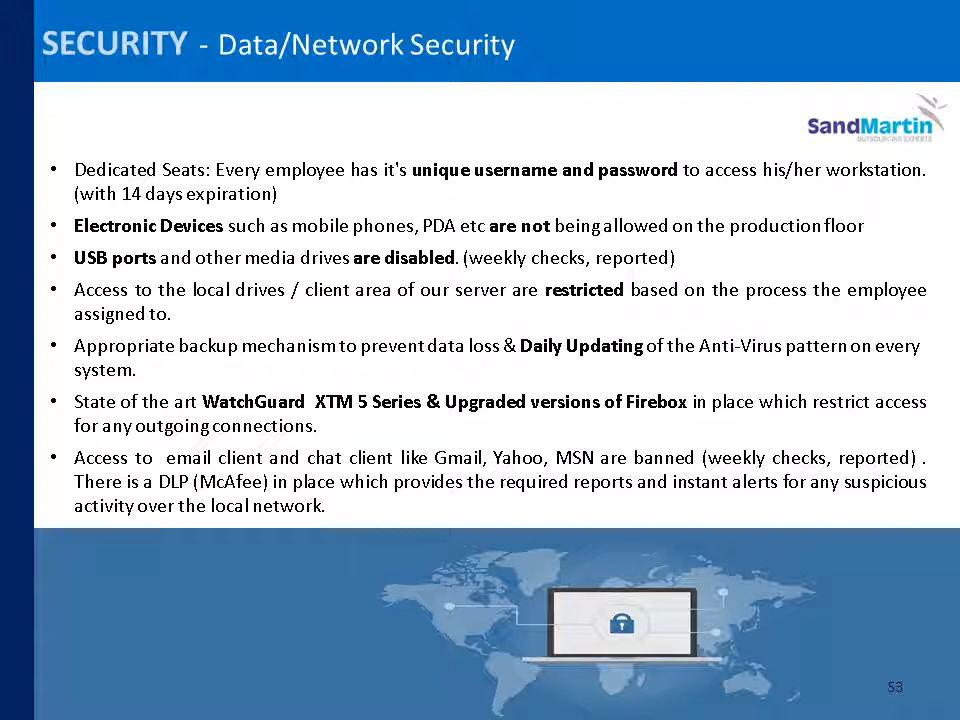 SECURITY - Data/Network Security
SandMartin
OUTSOURCING EXPERTS
• Dedicated Seats: Every employee has it's unique username and password to access his/her workstation.
(with 14 days expiration)
• Electronic Devices such as mobile phones, PDA etc are not being allowed on the production floor
• USB ports and other media drives are disabled. (weekly checks, reported)
• Access to the local drives / client area of our server are restricted based on the process the employee
assigned to.
• Appropriate backup mechanism to prevent data loss & Daily Updating of the Anti-Virus pattern on every
system.
• State of the art WatchGuard XTM 5 Series & Upgraded versions of Firebox in place which restrict access
for any outgoing connections.
• Access to email client and chat client like Gmail, Yahoo, MSN are banned (weekly checks, reported) .
There is a DLP (McAfee) in place which provides the required reports and instant alerts for any suspicious
activity over the local network.
53